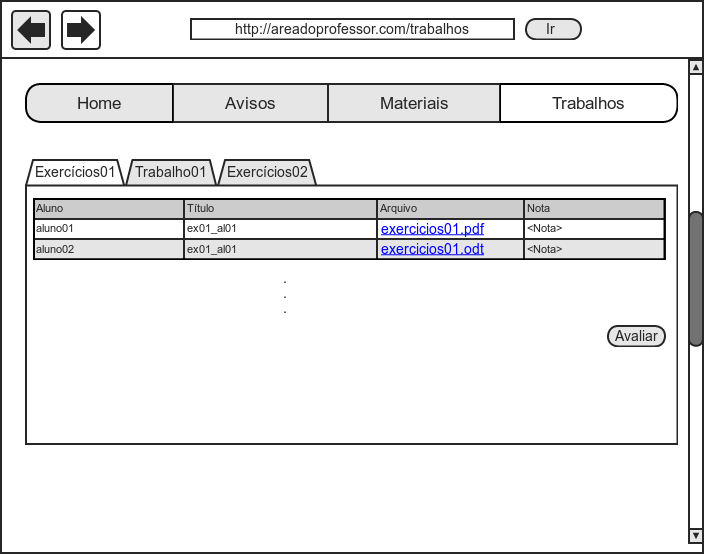 http://areadoprofessor.com/trabalhos Ir
Home Avisos Materiais Trabalhos
Exercícios01 Trabalho01 Exercícios02
Aluno Título Arquivo Nota
aluno01 ex01_al01 exercicios01.pdf <Nota>
aluno02 ex01_al01 exercicios01.odt <Nota>
.
.
.
Avaliar